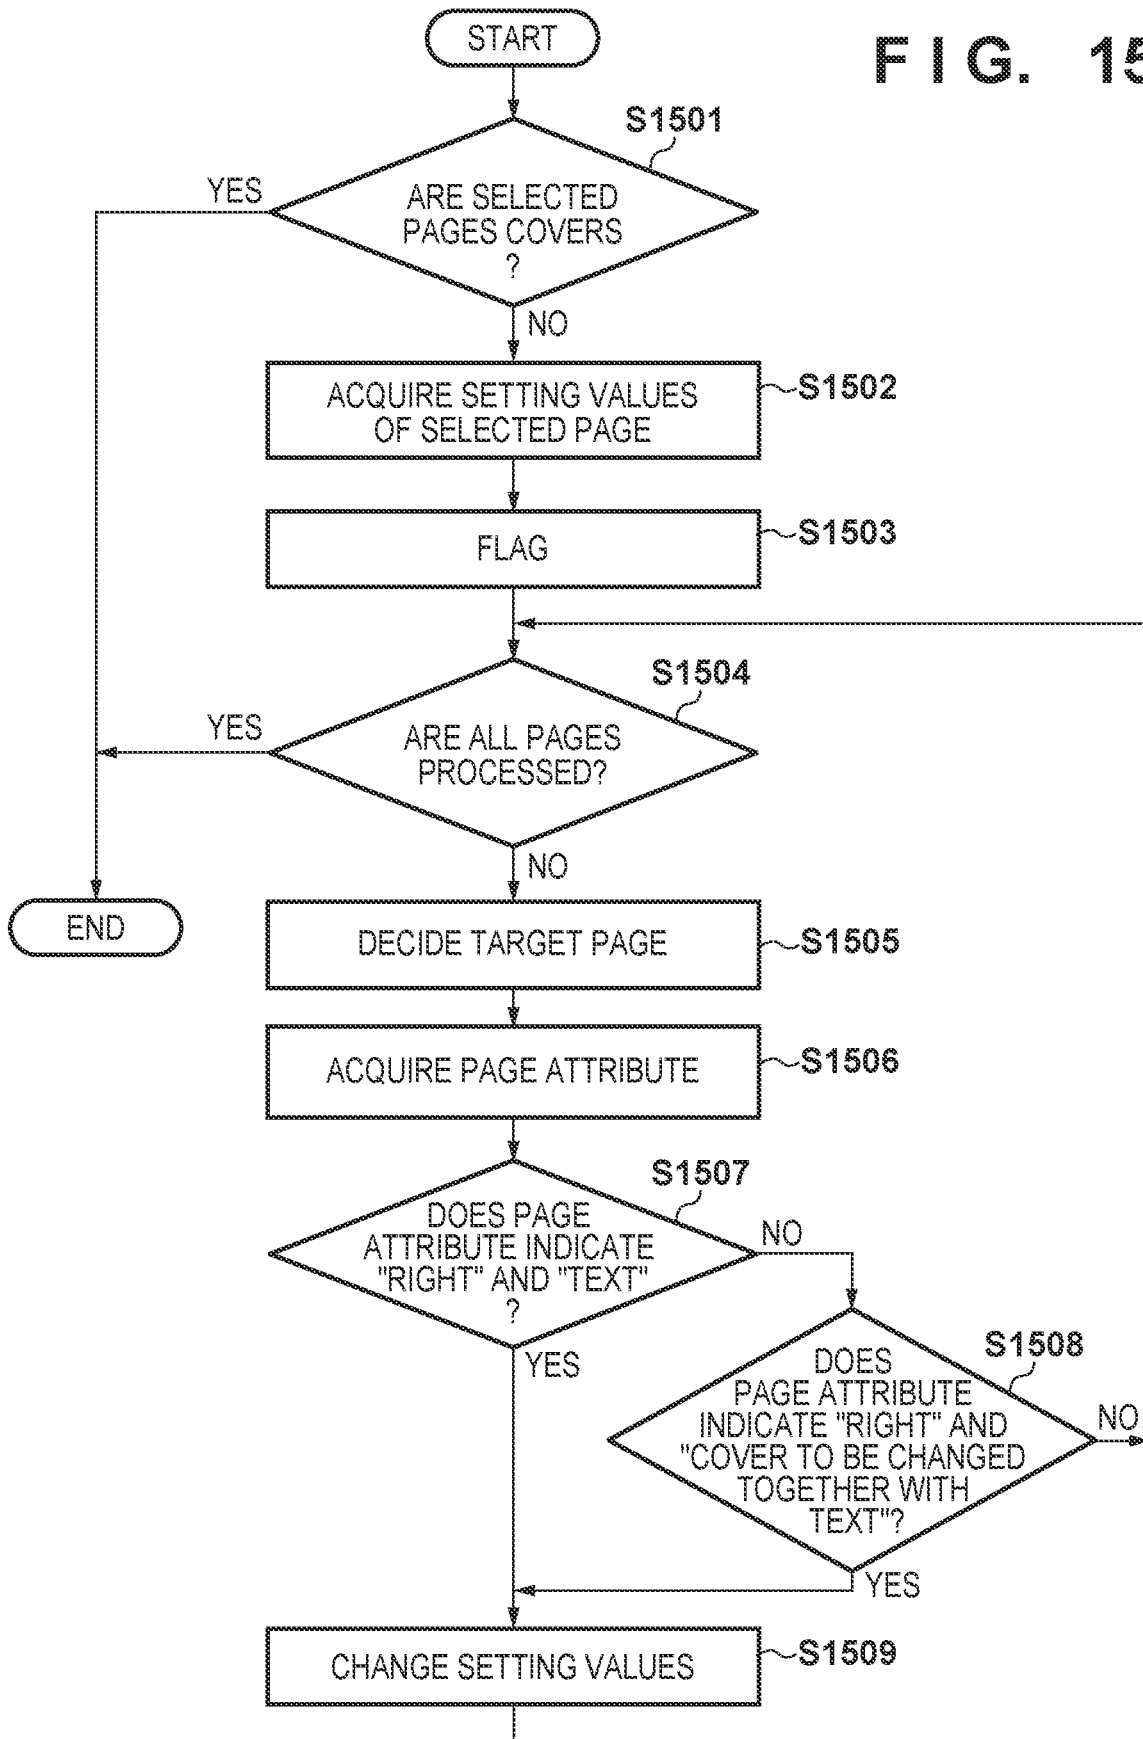 START
FIG. 15
S1501
YES
ARE SELECTED
PAGES COVERS
?
NO
ACQUIRE SETTING VALUES
OF SELECTED PAGE
S1502
FLAG
S1503
S1504
YES
ARE ALL PAGES
PROCESSED?
NO
END
DECIDE TARGET PAGE
S1505
ACQUIRE PAGE ATTRIBUTE
S1506
S1507
DOES PAGE
ATTRIBUTE INDICATE
"RIGHT" AND "TEXT"
?
NO
YES
S1508
DOES
PAGE ATTRIBUTE
INDICATE "RIGHT" AND
"COVER TO BE CHANGED
TOGETHER WITH
TEXT"?
NO
YES
CHANGE SETTING VALUES
S1509